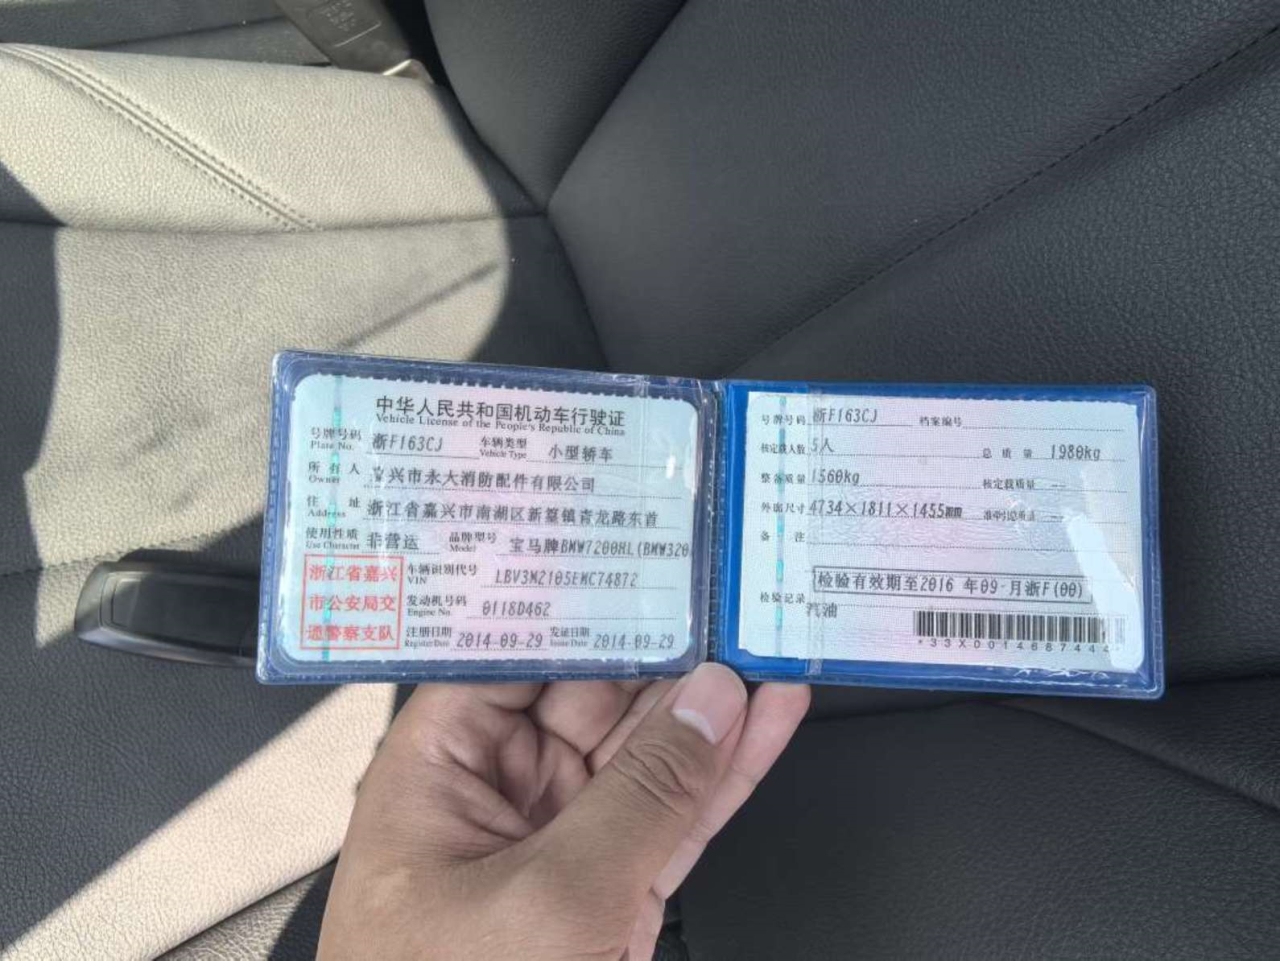 中华人民共和国机动车行驶证
Vehicle License of the People's Republic of China
号牌号码 浙F163CJ 车辆类型 小型轿车
Plate No. Vehicle Type
所有人 嘉兴市永大消防配件有限公司
Owner
住址 浙江省嘉兴市南湖区新篁镇青龙路东首
Address
使用性质 非营运 品牌型号 宝马牌BMW7200HL(BMW320
Use Character Model
浙江省嘉兴
市公安局交
通警察支队
车辆识别代号 LBV3M2105EMC74872
VIN
发动机号码 0118D462
Engine No.
注册日期 2014-09-29 发证日期 2014-09-29
Register Date Issue Date
号牌号码 浙F163CJ 档案编号
核定载人数 5人 总质量 1980kg
整备质量 1560kg 核定载质量 --
外廓尺寸 4734×1811×1455mm 准牵引总质量 --
备注
检验有效期至2016 年09 月浙F(00)
检验记录
汽油